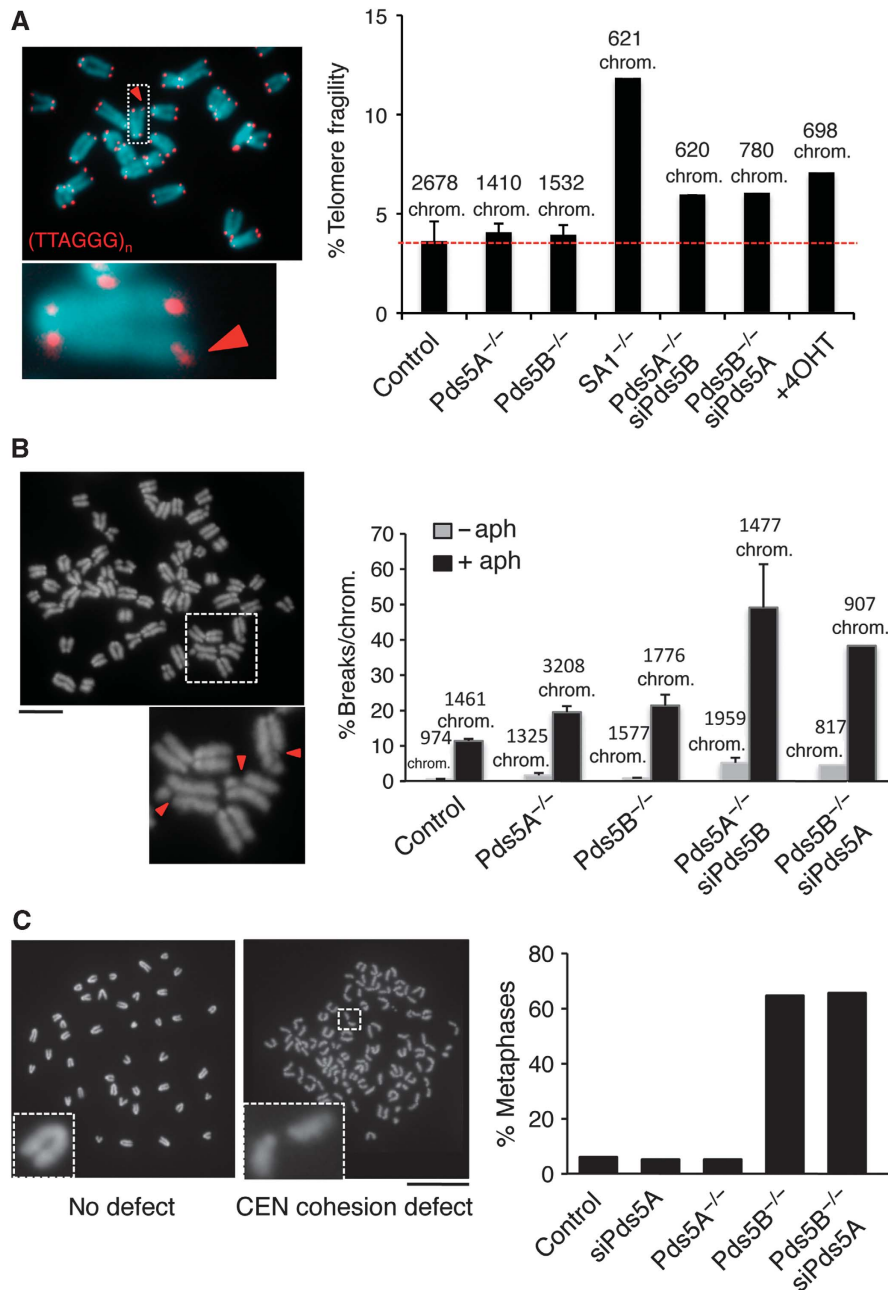 A
(TTAGGG)n
% Telomere fragility
15
10
5
0
2678
chrom.
1410
chrom.
1532
chrom.
621
chrom.
620
chrom.
780
chrom.
698
chrom.
Control
Pds5A−/−
Pds5B−/−
SA1−/−
Pds5A−/−
siPds5B
Pds5B−/−
siPds5A
+4OHT
B
% Breaks/chrom.
70
60
50
40
30
20
10
0
− aph
+ aph
974
chrom.
1461
chrom.
1325
chrom.
3208
chrom.
1577
chrom.
1776
chrom.
1959
chrom.
1477
chrom.
817
chrom.
907
chrom.
Control
Pds5A−/−
Pds5B−/−
Pds5A−/−
siPds5B
Pds5B−/−
siPds5A
C
No defect
CEN cohesion defect
% Metaphases
80
60
40
20
0
Control
siPds5A
Pds5A−/−
Pds5B−/−
Pds5B−/−
siPds5A